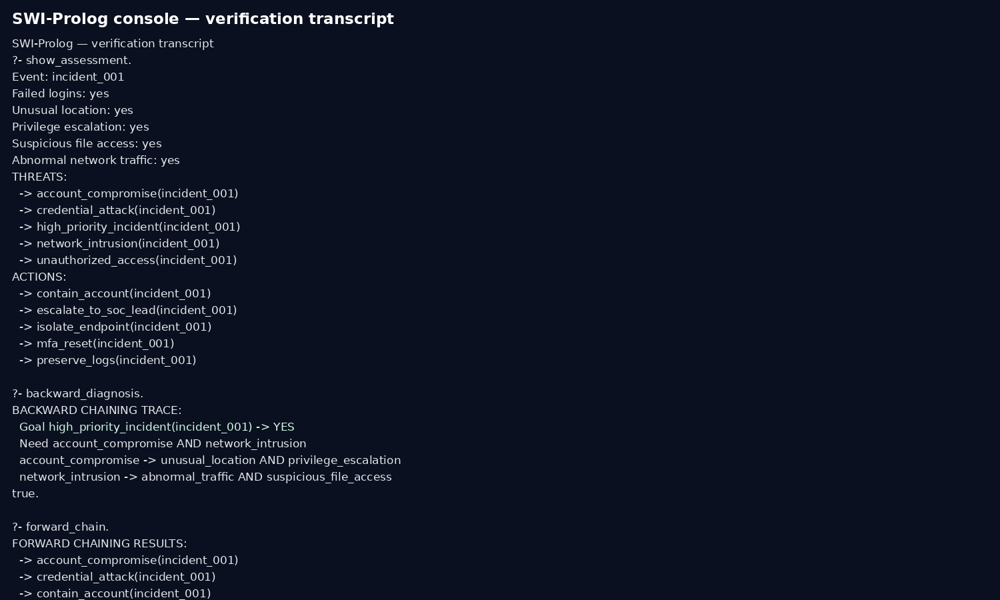 SWI-Prolog console — verification transcript
SWI-Prolog — verification transcript
?- show_assessment.
Event: incident_001
Failed logins: yes
Unusual location: yes
Privilege escalation: yes
Suspicious file access: yes
Abnormal network traffic: yes
THREATS:
-> account_compromise(incident_001)
-> credential_attack(incident_001)
-> high_priority_incident(incident_001)
-> network_intrusion(incident_001)
-> unauthorized_access(incident_001)
ACTIONS:
-> contain_account(incident_001)
-> escalate_to_soc_lead(incident_001)
-> isolate_endpoint(incident_001)
-> mfa_reset(incident_001)
-> preserve_logs(incident_001)
?- backward_diagnosis.
BACKWARD CHAINING TRACE:
Goal high_priority_incident(incident_001) -> YES
Need account_compromise AND network_intrusion
account_compromise -> unusual_location AND privilege_escalation
network_intrusion -> abnormal_traffic AND suspicious_file_access
true.
?- forward_chain.
FORWARD CHAINING RESULTS:
-> account_compromise(incident_001)
-> credential_attack(incident_001)
-> contain_account(incident_001)